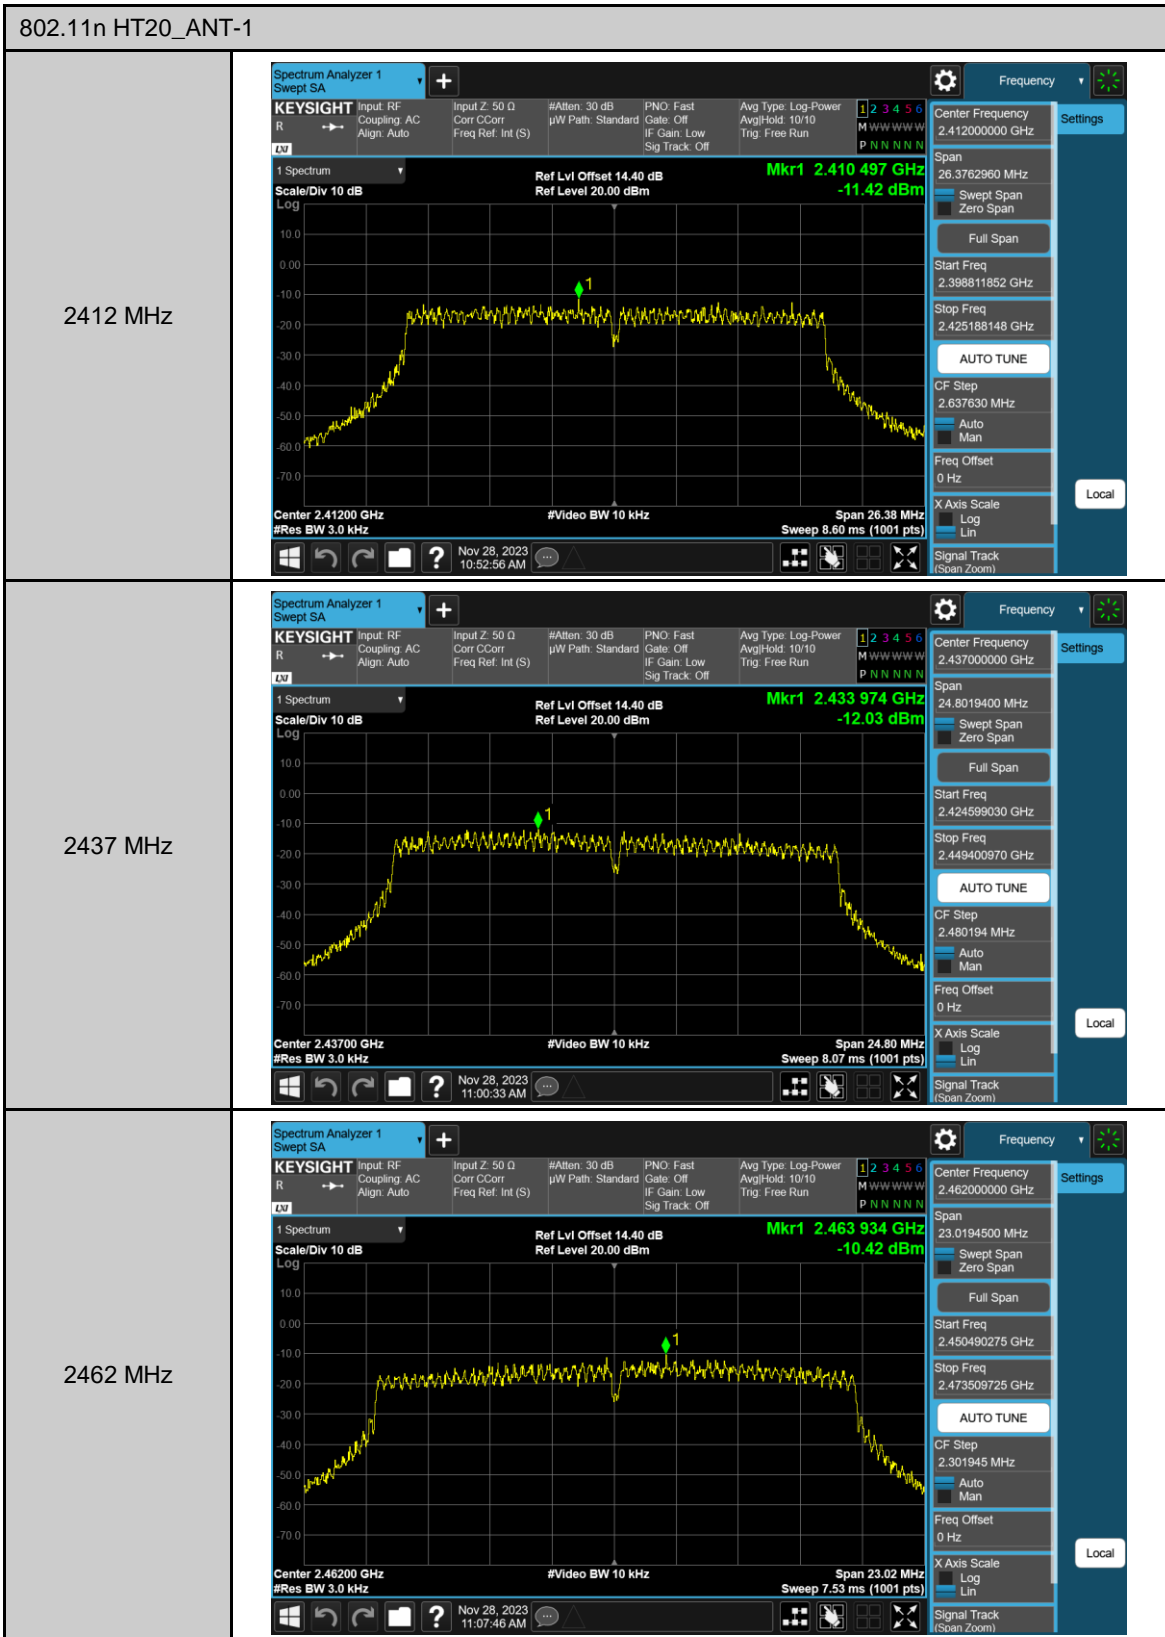 802.11n HT20_ANT-1
2412 MHz
Spectrum Analyzer 1
Swept SA
Frequency
KEYSIGHT
R
LXI
Input: RF
Coupling: AC
Align: Auto
Input Z: 50 Ω
Corr CCorr
Freq Ref: Int (S)
#Atten: 30 dB
µW Path: Standard
PNO: Fast
Gate: Off
IF Gain: Low
Sig Track: Off
Avg Type: Log-Power
Avg|Hold: 10/10
Trig: Free Run
1 2 3 4 5 6
M W W W W W
P N N N N N
Center Frequency
2.412000000 GHz
Settings
Span
26.3762960 MHz
Swept Span
Zero Span
Full Span
Start Freq
2.398811852 GHz
Stop Freq
2.425188148 GHz
AUTO TUNE
CF Step
2.637630 MHz
Auto
Man
Freq Offset
0 Hz
X Axis Scale
Log
Lin
Signal Track
(Span Zoom)
Local
1 Spectrum
Scale/Div 10 dB
Ref Lvl Offset 14.40 dB
Ref Level 20.00 dBm
Mkr1 2.410 497 GHz
-11.42 dBm
Log
10.0
0.00
-10.0
-20.0
-30.0
-40.0
-50.0
-60.0
-70.0
1
Center 2.41200 GHz
#Video BW 10 kHz
Span 26.38 MHz
#Res BW 3.0 kHz
Sweep 8.60 ms (1001 pts)
?
Nov 28, 2023
10:52:56 AM
2437 MHz
Spectrum Analyzer 1
Swept SA
Frequency
KEYSIGHT
R
LXI
Input: RF
Coupling: AC
Align: Auto
Input Z: 50 Ω
Corr CCorr
Freq Ref: Int (S)
#Atten: 30 dB
µW Path: Standard
PNO: Fast
Gate: Off
IF Gain: Low
Sig Track: Off
Avg Type: Log-Power
Avg|Hold: 10/10
Trig: Free Run
1 2 3 4 5 6
M W W W W W
P N N N N N
Center Frequency
2.437000000 GHz
Settings
Span
24.8019400 MHz
Swept Span
Zero Span
Full Span
Start Freq
2.424599030 GHz
Stop Freq
2.449400970 GHz
AUTO TUNE
CF Step
2.480194 MHz
Auto
Man
Freq Offset
0 Hz
X Axis Scale
Log
Lin
Signal Track
(Span Zoom)
Local
1 Spectrum
Scale/Div 10 dB
Ref Lvl Offset 14.40 dB
Ref Level 20.00 dBm
Mkr1 2.433 974 GHz
-12.03 dBm
Log
10.0
0.00
-10.0
-20.0
-30.0
-40.0
-50.0
-60.0
-70.0
1
Center 2.43700 GHz
#Video BW 10 kHz
Span 24.80 MHz
#Res BW 3.0 kHz
Sweep 8.07 ms (1001 pts)
?
Nov 28, 2023
11:00:33 AM
2462 MHz
Spectrum Analyzer 1
Swept SA
Frequency
KEYSIGHT
R
LXI
Input: RF
Coupling: AC
Align: Auto
Input Z: 50 Ω
Corr CCorr
Freq Ref: Int (S)
#Atten: 30 dB
µW Path: Standard
PNO: Fast
Gate: Off
IF Gain: Low
Sig Track: Off
Avg Type: Log-Power
Avg|Hold: 10/10
Trig: Free Run
1 2 3 4 5 6
M W W W W W
P N N N N N
Center Frequency
2.462000000 GHz
Settings
Span
23.0194500 MHz
Swept Span
Zero Span
Full Span
Start Freq
2.450490275 GHz
Stop Freq
2.473509725 GHz
AUTO TUNE
CF Step
2.301945 MHz
Auto
Man
Freq Offset
0 Hz
X Axis Scale
Log
Lin
Signal Track
(Span Zoom)
Local
1 Spectrum
Scale/Div 10 dB
Ref Lvl Offset 14.40 dB
Ref Level 20.00 dBm
Mkr1 2.463 934 GHz
-10.42 dBm
Log
10.0
0.00
-10.0
-20.0
-30.0
-40.0
-50.0
-60.0
-70.0
1
Center 2.46200 GHz
#Video BW 10 kHz
Span 23.02 MHz
#Res BW 3.0 kHz
Sweep 7.53 ms (1001 pts)
?
Nov 28, 2023
11:07:46 AM